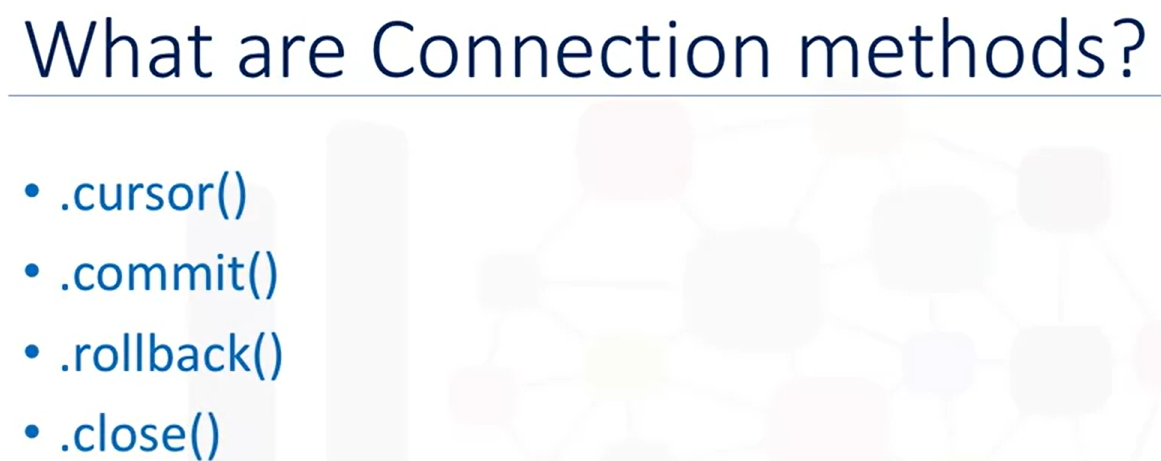 What are Connection methods?
• .cursor()
• .commit()
• .rollback()
• .close()